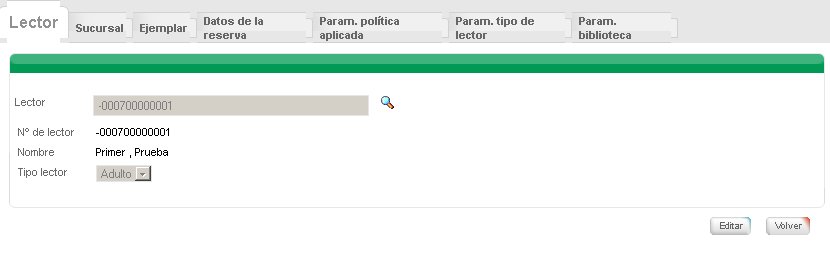 Lector
Sucursal
Ejemplar
Datos de la
reserva
Param. política
aplicada
Param. tipo de
lector
Param.
biblioteca
Lector
-000700000001
Nº de lector
-000700000001
Nombre
Primer , Prueba
Tipo lector
Adulto
Editar
Volver